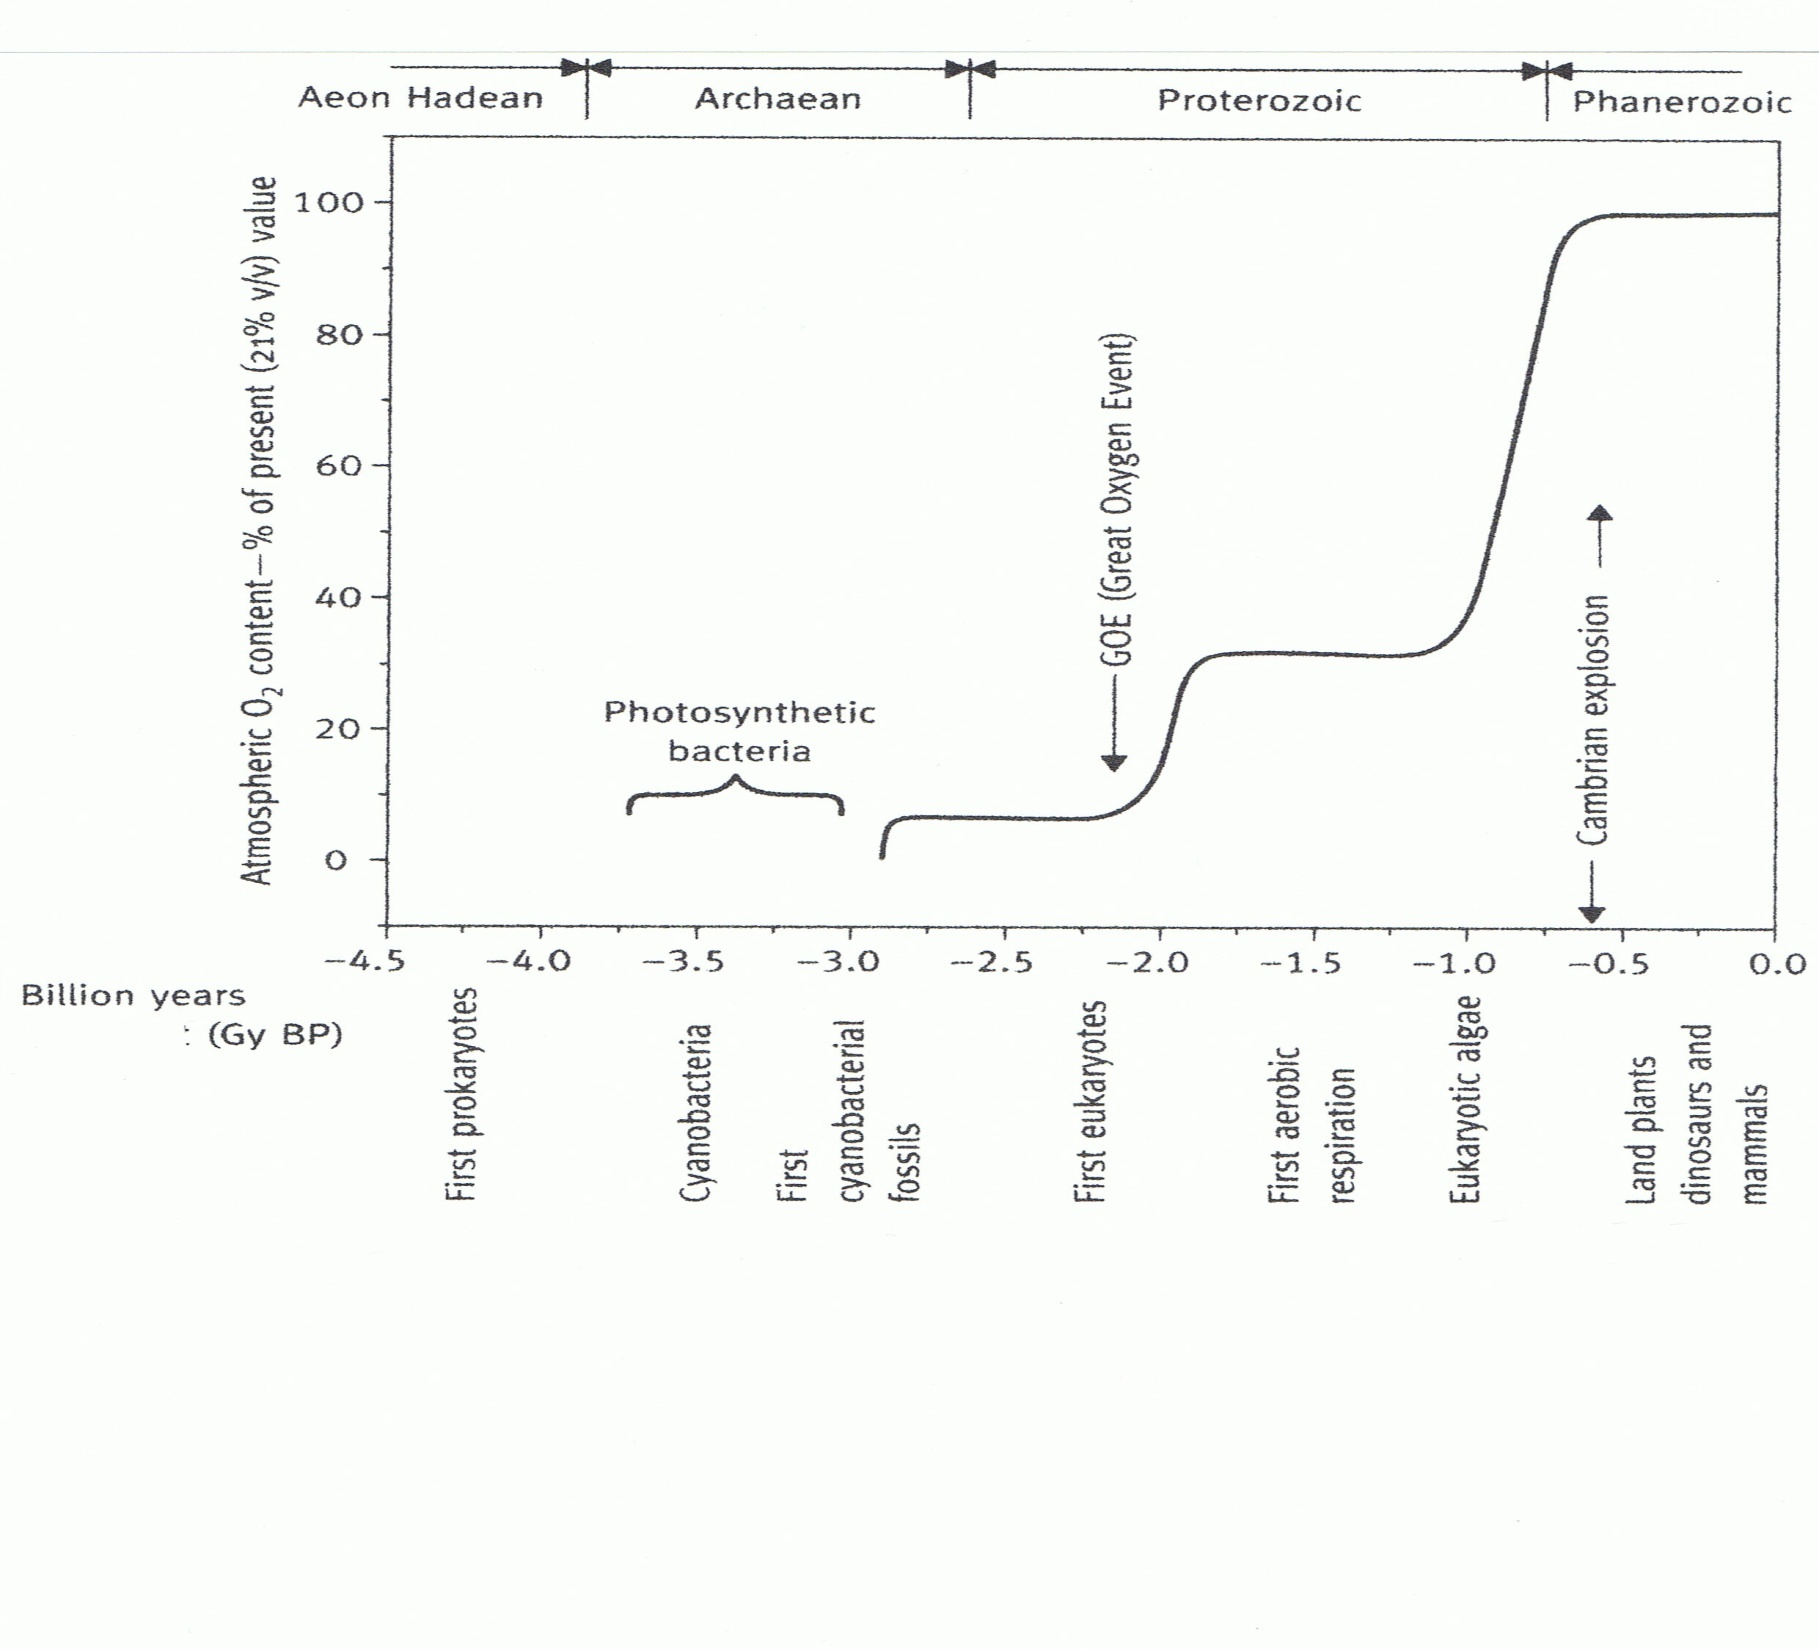 Aeon Hadean
Archaean
Proterozoic
Phanerozoic
Atmospheric O2 content—% of present (21% v/v) value
100
80
60
40
20
0
Photosynthetic
bacteria
GOE (Great Oxygen Event)
Cambrian explosion
−4.5
−4.0
−3.5
−3.0
−2.5
−2.0
−1.5
−1.0
−0.5
0.0
Billion years
: (Gy BP)
First prokaryotes
Cyanobacteria
First
cyanobacterial
fossils
First eukaryotes
First aerobic
respiration
Eukaryotic algae
Land plants
dinosaurs and
mammals